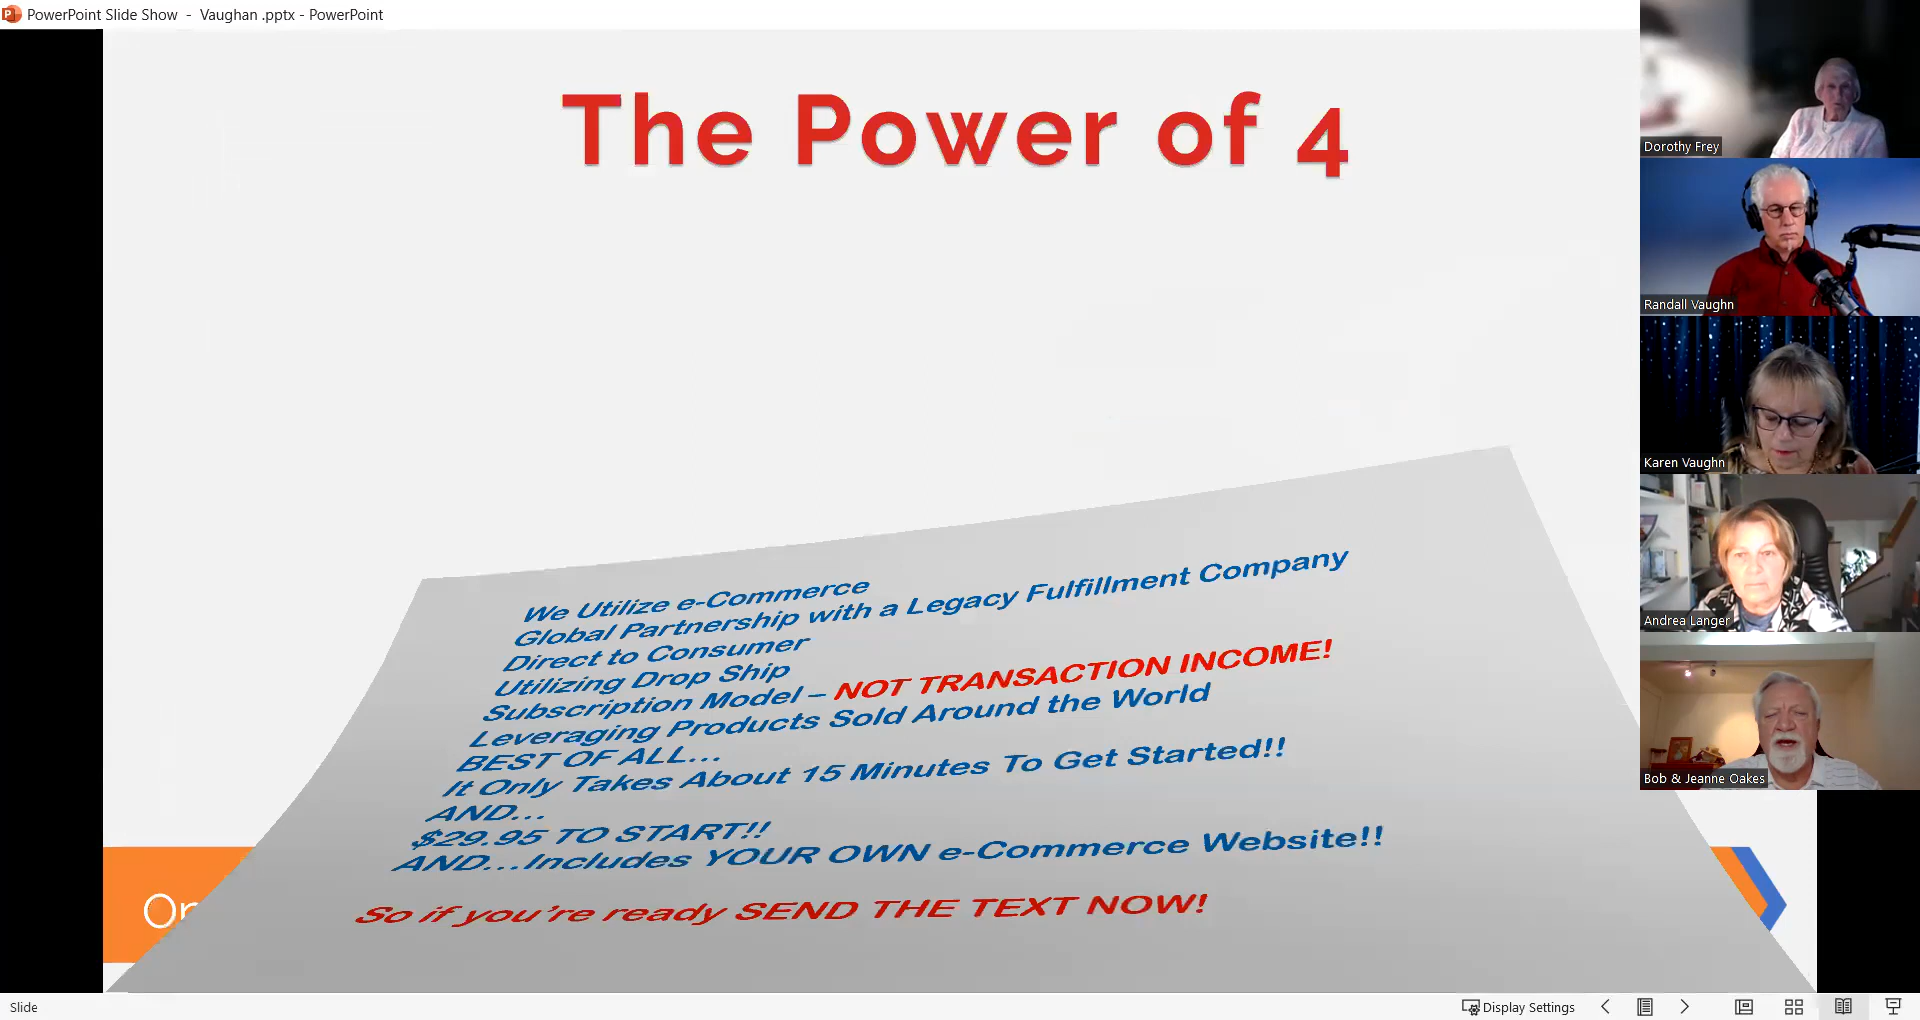 PowerPoint Slide Show - Vaughan .pptx - PowerPoint
The Power of 4
We Utilize e-Commerce
Global Partnership with a Legacy Fulfillment Company
Direct to Consumer
Utilizing Drop Ship
Subscription Model – NOT TRANSACTION INCOME!
Leveraging Products Sold Around the World
BEST OF ALL...
It Only Takes About 15 Minutes To Get Started!!
AND...
$29.95 TO START!!
AND...Includes YOUR OWN e-Commerce Website!!
So if you're ready SEND THE TEXT NOW!
Dorothy Frey
Randall Vaughn
Karen Vaughn
Andrea Langer
Bob & Jeanne Oakes
Slide
Display Settings